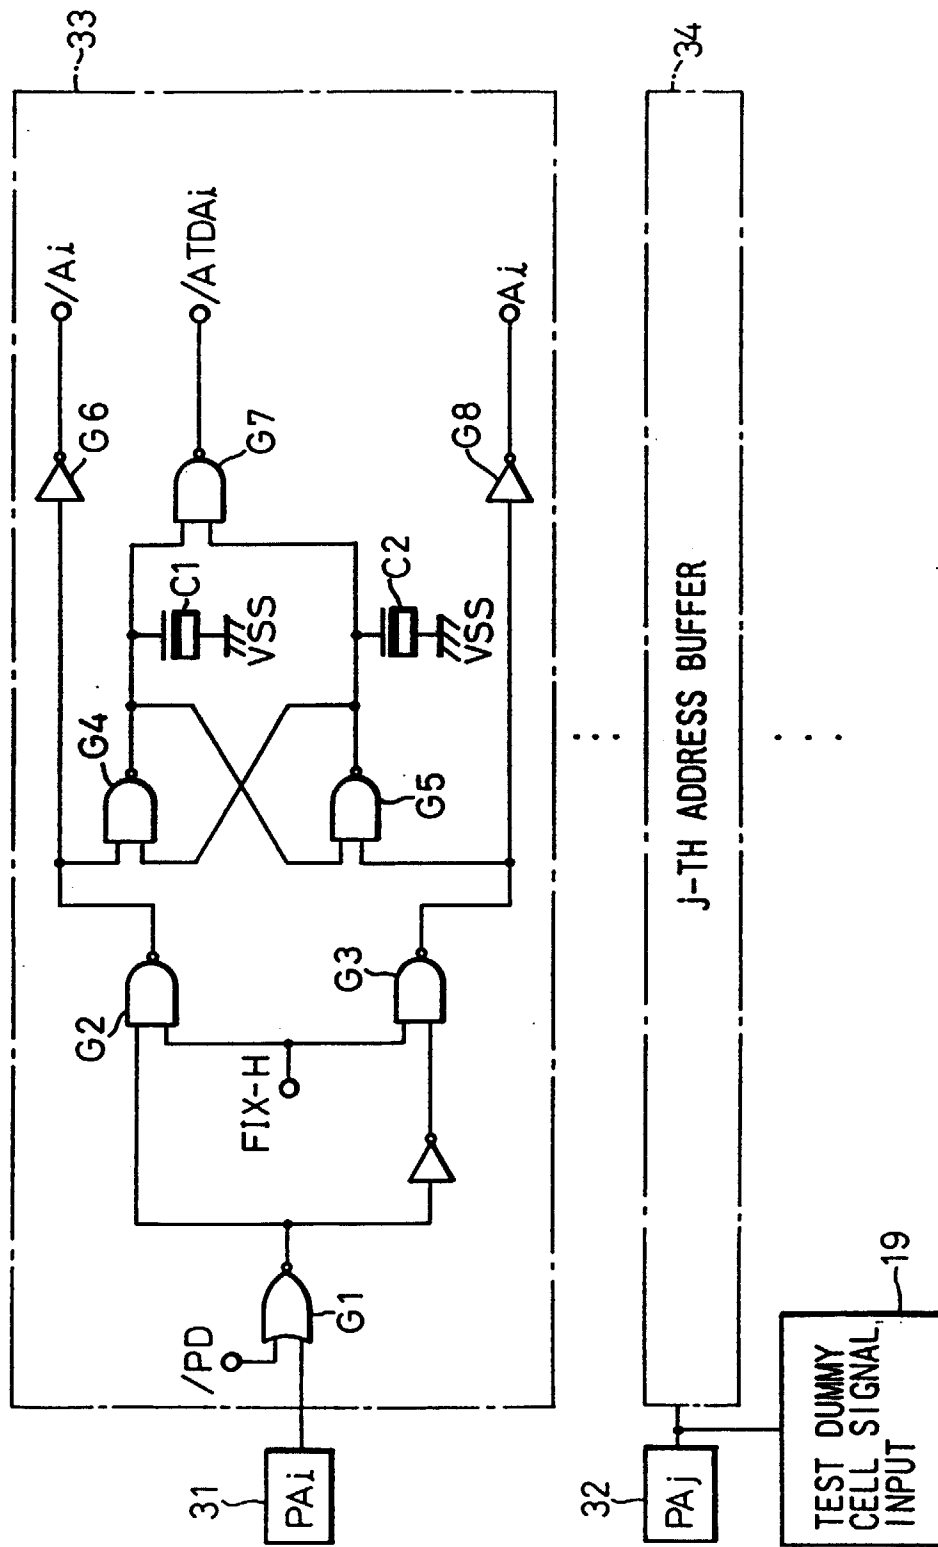 33
/Ai
G6
/ATDAi
G7
G4
C1
VSS
C2
VSS
G5
G8
Ai
G2
G3
FIX-H
/PD
G1
31
PAi
34
j-TH ADDRESS BUFFER
32
PAj
19
TEST DUMMY
CELL SIGNAL
INPUT